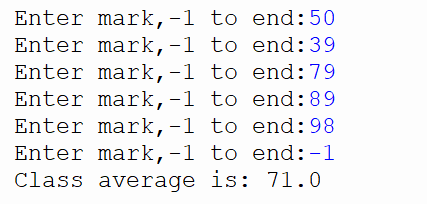 Enter mark,-1 to end:50
Enter mark,-1 to end:39
Enter mark,-1 to end:79
Enter mark,-1 to end:89
Enter mark,-1 to end:98
Enter mark,-1 to end:-1
Class average is: 71.0